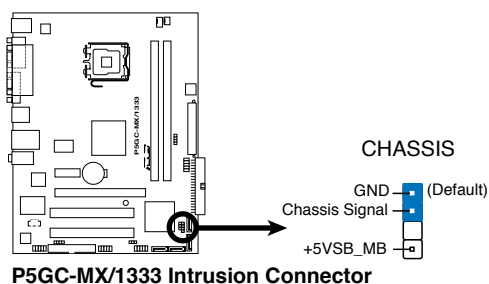 P5GC-MX/1333
CHASSIS
GND
(Default)
Chassis Signal
+5VSB_MB
P5GC-MX/1333 Intrusion Connector